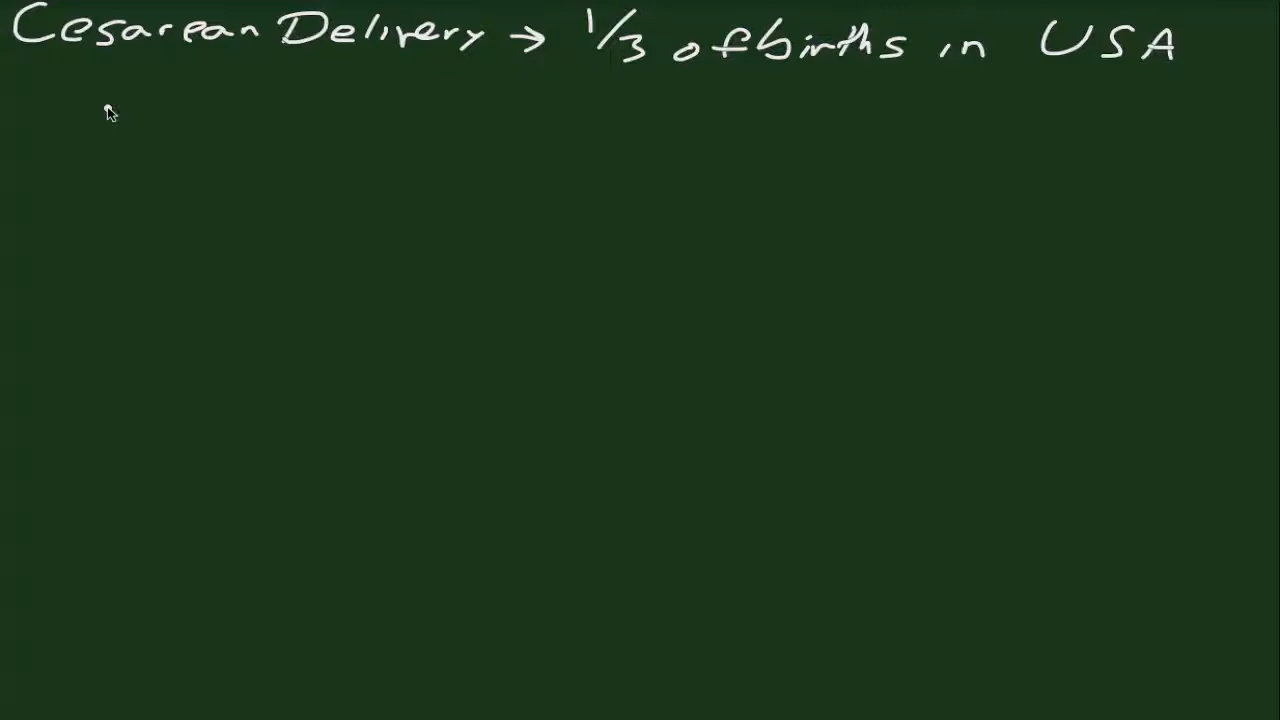 Cesarean Delivery → 1/3 of births in USA